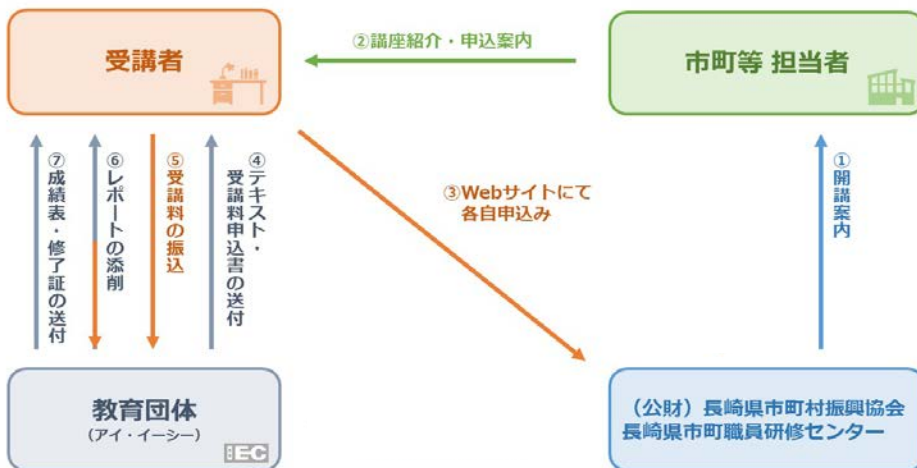 受講者
②講座紹介・申込案内
市町等 担当者
①開講案内
③Webサイトにて
各自申込み
④テキスト・
受講料申込書の送付
⑤受講料の振込
⑥レポートの添削
⑦成績表・修了証の送付
教育団体
(アイ・イーシー)
IEC
(公財)長崎県市町村振興協会
長崎県市町職員研修センター